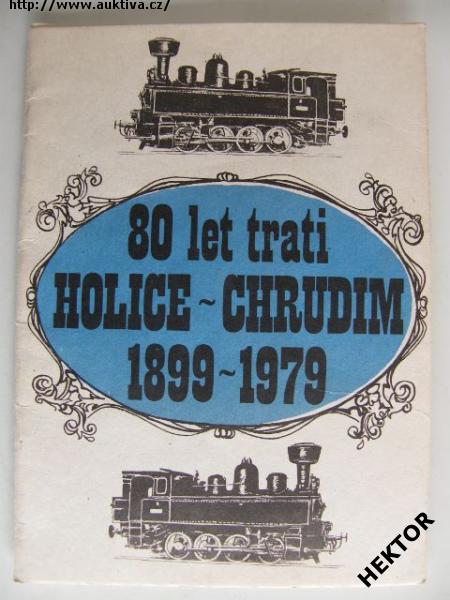 http://www.auktiva.cz/
80 let trati
HOLICE ~ CHRUDIM
1899 ~ 1979
HEKTOR